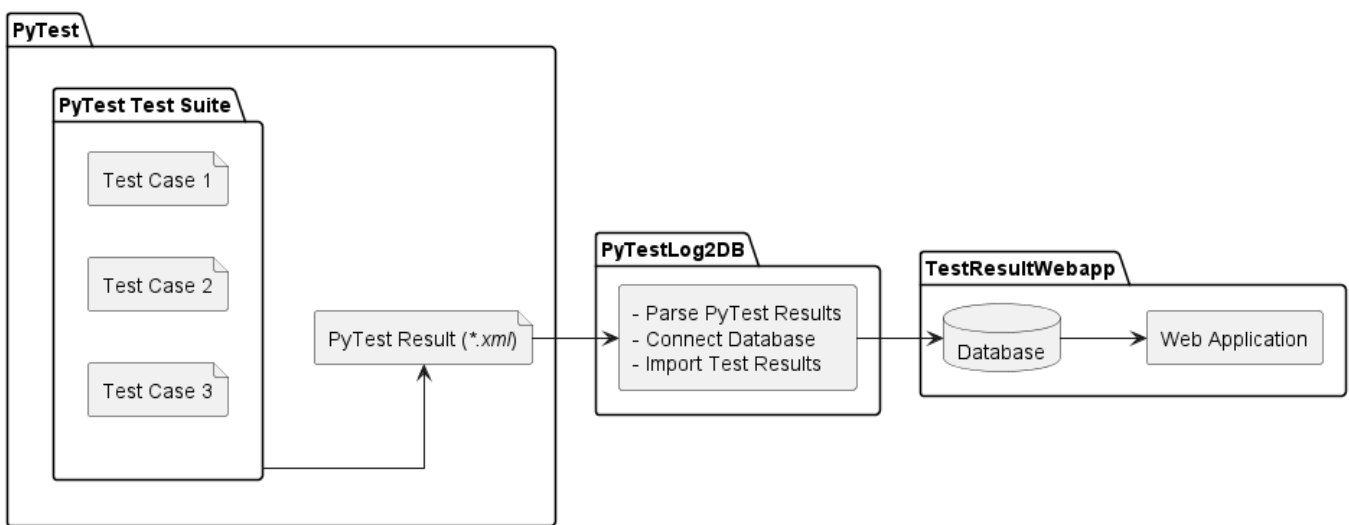 PyTest
PyTest Test Suite
Test Case 1
Test Case 2
Test Case 3
PyTest Result (*.xml)
PyTestLog2DB
- Parse PyTest Results
- Connect Database
- Import Test Results
TestResultWebapp
Database
Web Application